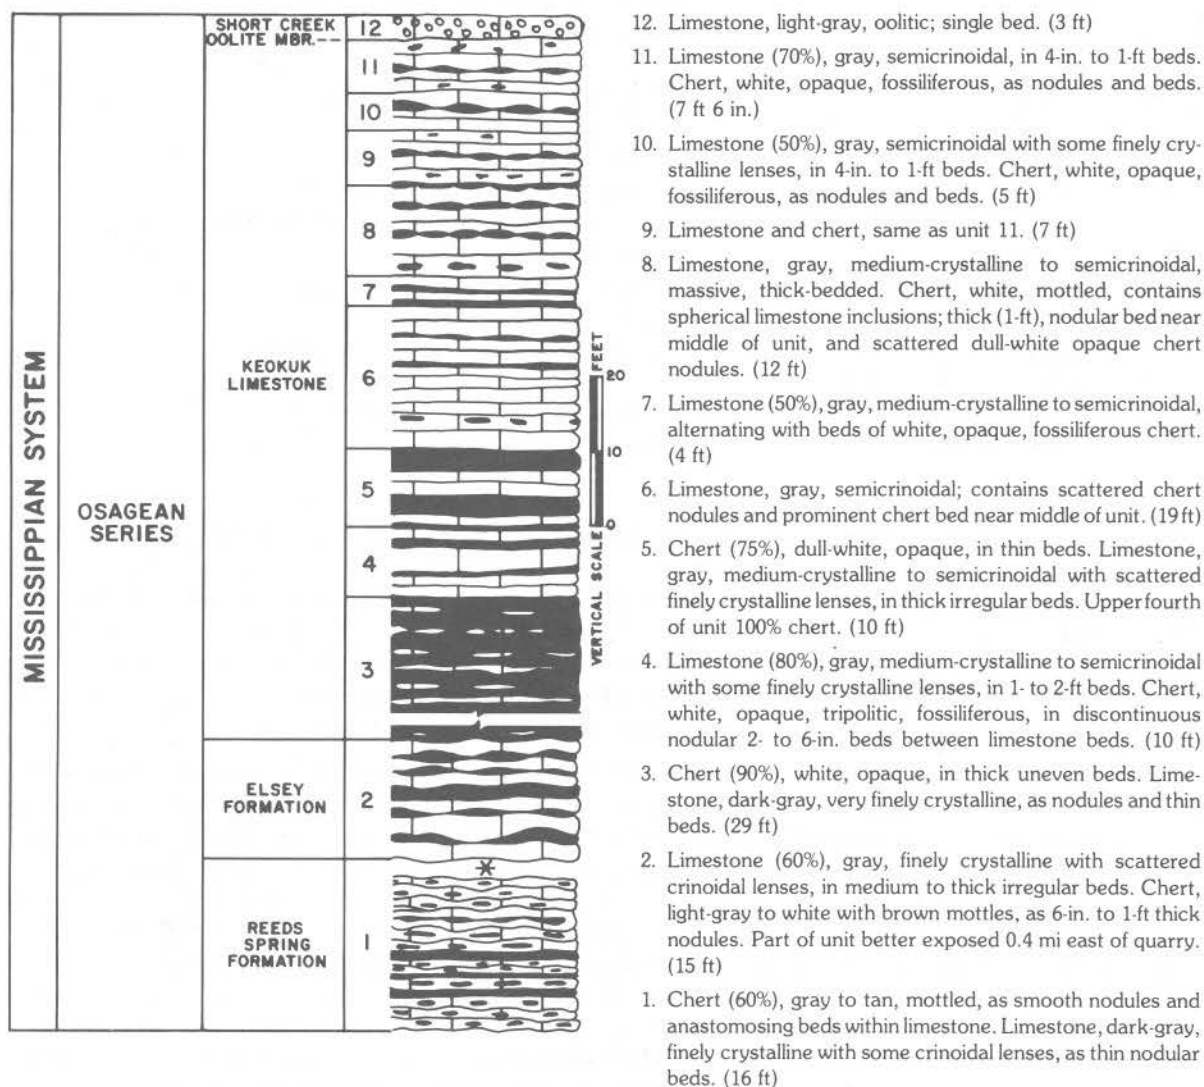 SHORT CREEK
OOLITE MBR.--
12
11
10
9
8
7
KEOKUK
LIMESTONE
6
5
4
3
MISSISSIPPIAN SYSTEM
OSAGEAN
SERIES
ELSEY
FORMATION
2
REEDS
SPRING
FORMATION
1
*
VERTICAL SCALE
FEET
20
10
0
12. Limestone, light-gray, oolitic; single bed. (3 ft)
11. Limestone (70%), gray, semicrinoidal, in 4-in. to 1-ft beds.
Chert, white, opaque, fossiliferous, as nodules and beds.
(7 ft 6 in.)
10. Limestone (50%), gray, semicrinoidal with some finely cry-
stalline lenses, in 4-in. to 1-ft beds. Chert, white, opaque,
fossiliferous, as nodules and beds. (5 ft)
9. Limestone and chert, same as unit 11. (7 ft)
8. Limestone, gray, medium-crystalline to semicrinoidal,
massive, thick-bedded. Chert, white, mottled, contains
spherical limestone inclusions; thick (1-ft), nodular bed near
middle of unit, and scattered dull-white opaque chert
nodules. (12 ft)
7. Limestone (50%), gray, medium-crystalline to semicrinoidal,
alternating with beds of white, opaque, fossiliferous chert.
(4 ft)
6. Limestone, gray, semicrinoidal; contains scattered chert
nodules and prominent chert bed near middle of unit. (19 ft)
5. Chert (75%), dull-white, opaque, in thin beds. Limestone,
gray, medium-crystalline to semicrinoidal with scattered
finely crystalline lenses, in thick irregular beds. Upper fourth
of unit 100% chert. (10 ft)
4. Limestone (80%), gray, medium-crystalline to semicrinoidal
with some finely crystalline lenses, in 1- to 2-ft beds. Chert,
white, opaque, tripolitic, fossiliferous, in discontinuous
nodular 2- to 6-in. beds between limestone beds. (10 ft)
3. Chert (90%), white, opaque, in thick uneven beds. Lime-
stone, dark-gray, very finely crystalline, as nodules and thin
beds. (29 ft)
2. Limestone (60%), gray, finely crystalline with scattered
crinoidal lenses, in medium to thick irregular beds. Chert,
light-gray to white with brown mottles, as 6-in. to 1-ft thick
nodules. Part of unit better exposed 0.4 mi east of quarry.
(15 ft)
1. Chert (60%), gray to tan, mottled, as smooth nodules and
anastomosing beds within limestone. Limestone, dark-gray,
finely crystalline with some crinoidal lenses, as thin nodular
beds. (16 ft)